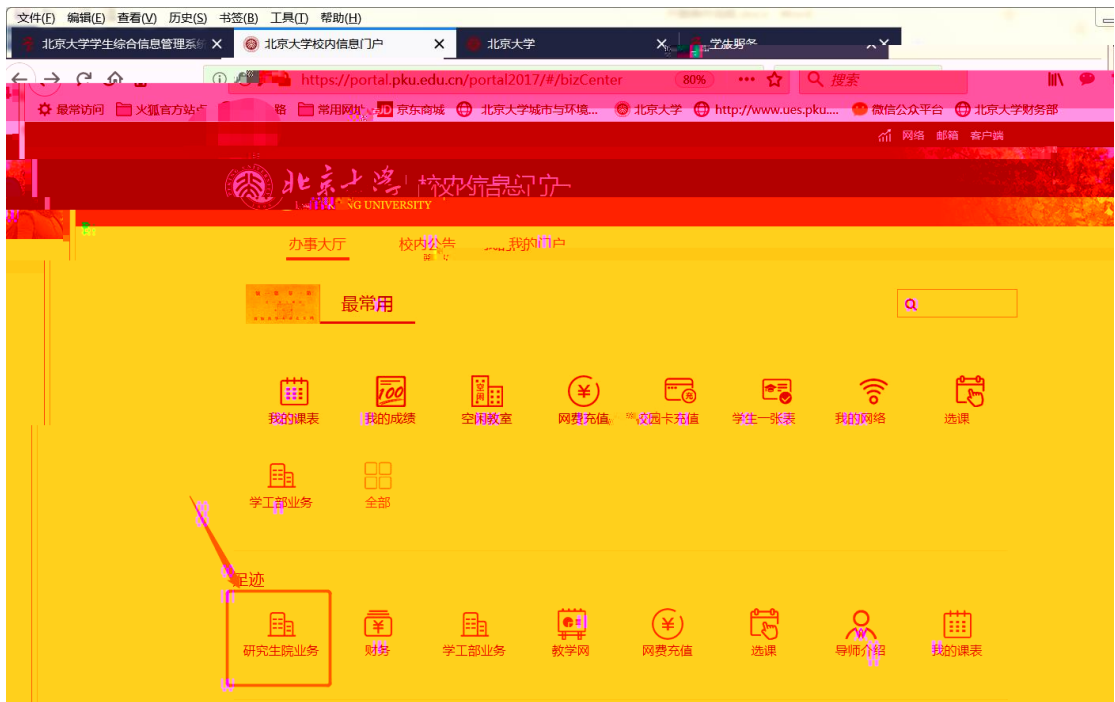 文件(F) 编辑(E) 查看(V) 历史(S) 书签(B) 工具(T) 帮助(H)
北京大学学生综合信息管理系统 × 北京大学校内信息门户 × 北京大学 ×
https://portal.pku.edu.cn/portal2017/#/bizCenter 80% 搜索
最常访问 火狐官方站点 常用网址 JD 京东商城 北京大学城市与环境... 北京大学 http://www.ues.pku.... 微信公众平台 北京大学财务部
网络 邮箱 客户端
北京大学 校内信息门户
NG UNIVERSITY
办事大厅 校内公告 我的门户
最常用
我的课表 我的成绩 空闲教室 网费充值 校园卡充值 学生一张表 我的网络 选课
学工部业务 全部
足迹
研究生院业务 财务 学工部业务 教学网 网费充值 选课 导师介绍 我的课表